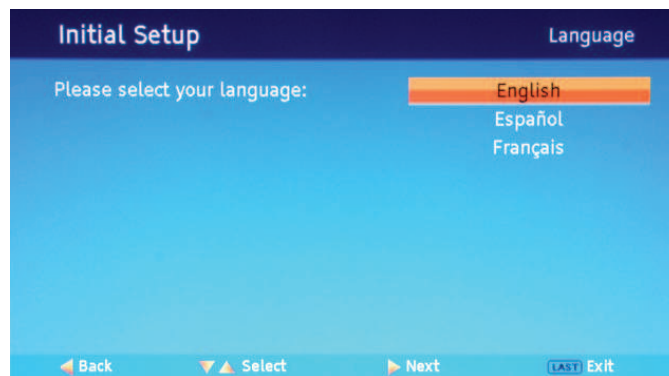 Initial Setup
Language
Please select your language:
English
Español
Français
Back Select Next LAST Exit